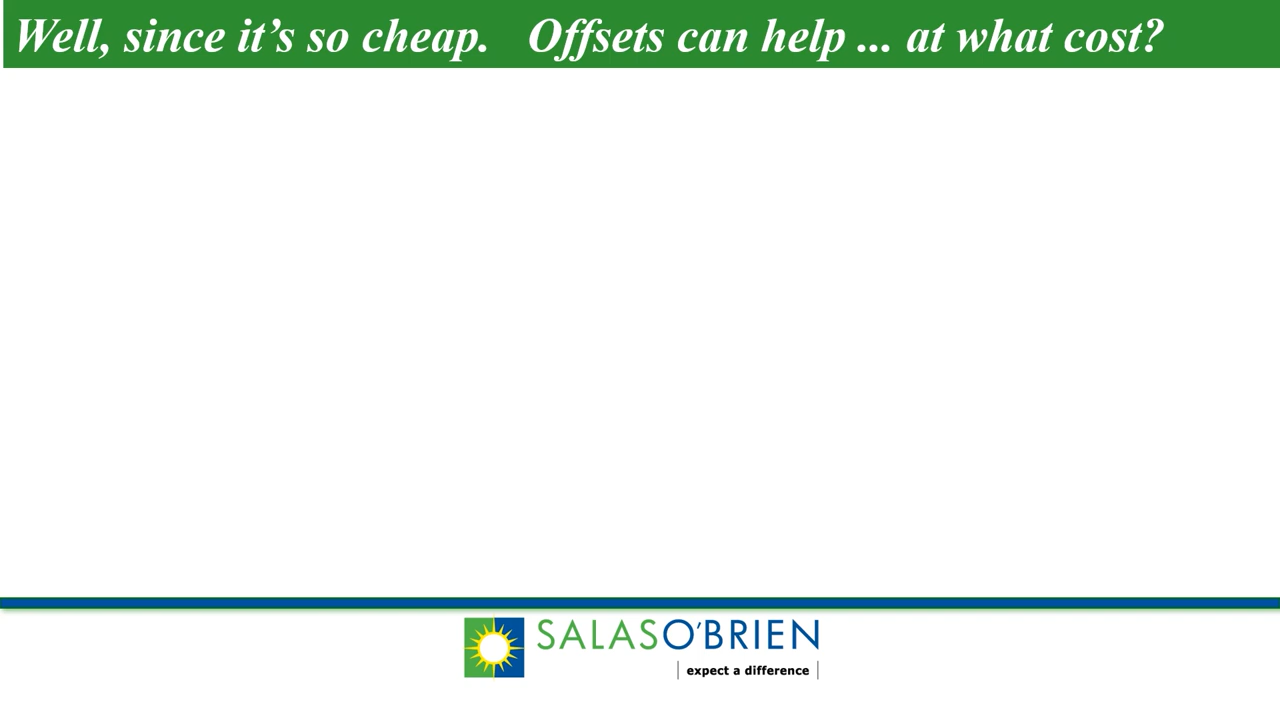 Well, since it’s so cheap. Offsets can help ... at what cost?
SALASO’BRIEN
expect a difference